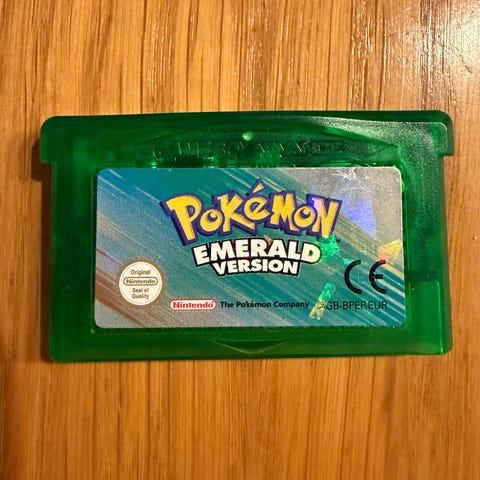 GAME BOY ADVANCE
POKéMON
EMERALD
VERSION
Original
Nintendo
Seal of
Quality
Nintendo The Pokémon Company AGB-BPEP-EUR
CE